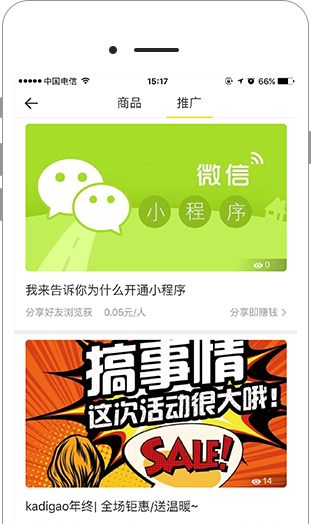 中国电信
15:17
66%
商品
推广
微信
小程序
0
我来告诉你为什么开通小程序
分享好友浏览获 0.05元/人 分享即赚钱 >
搞事情
这次活动很大哦!
SALE!
14
kadigao年终| 全场钜惠/送温暖~